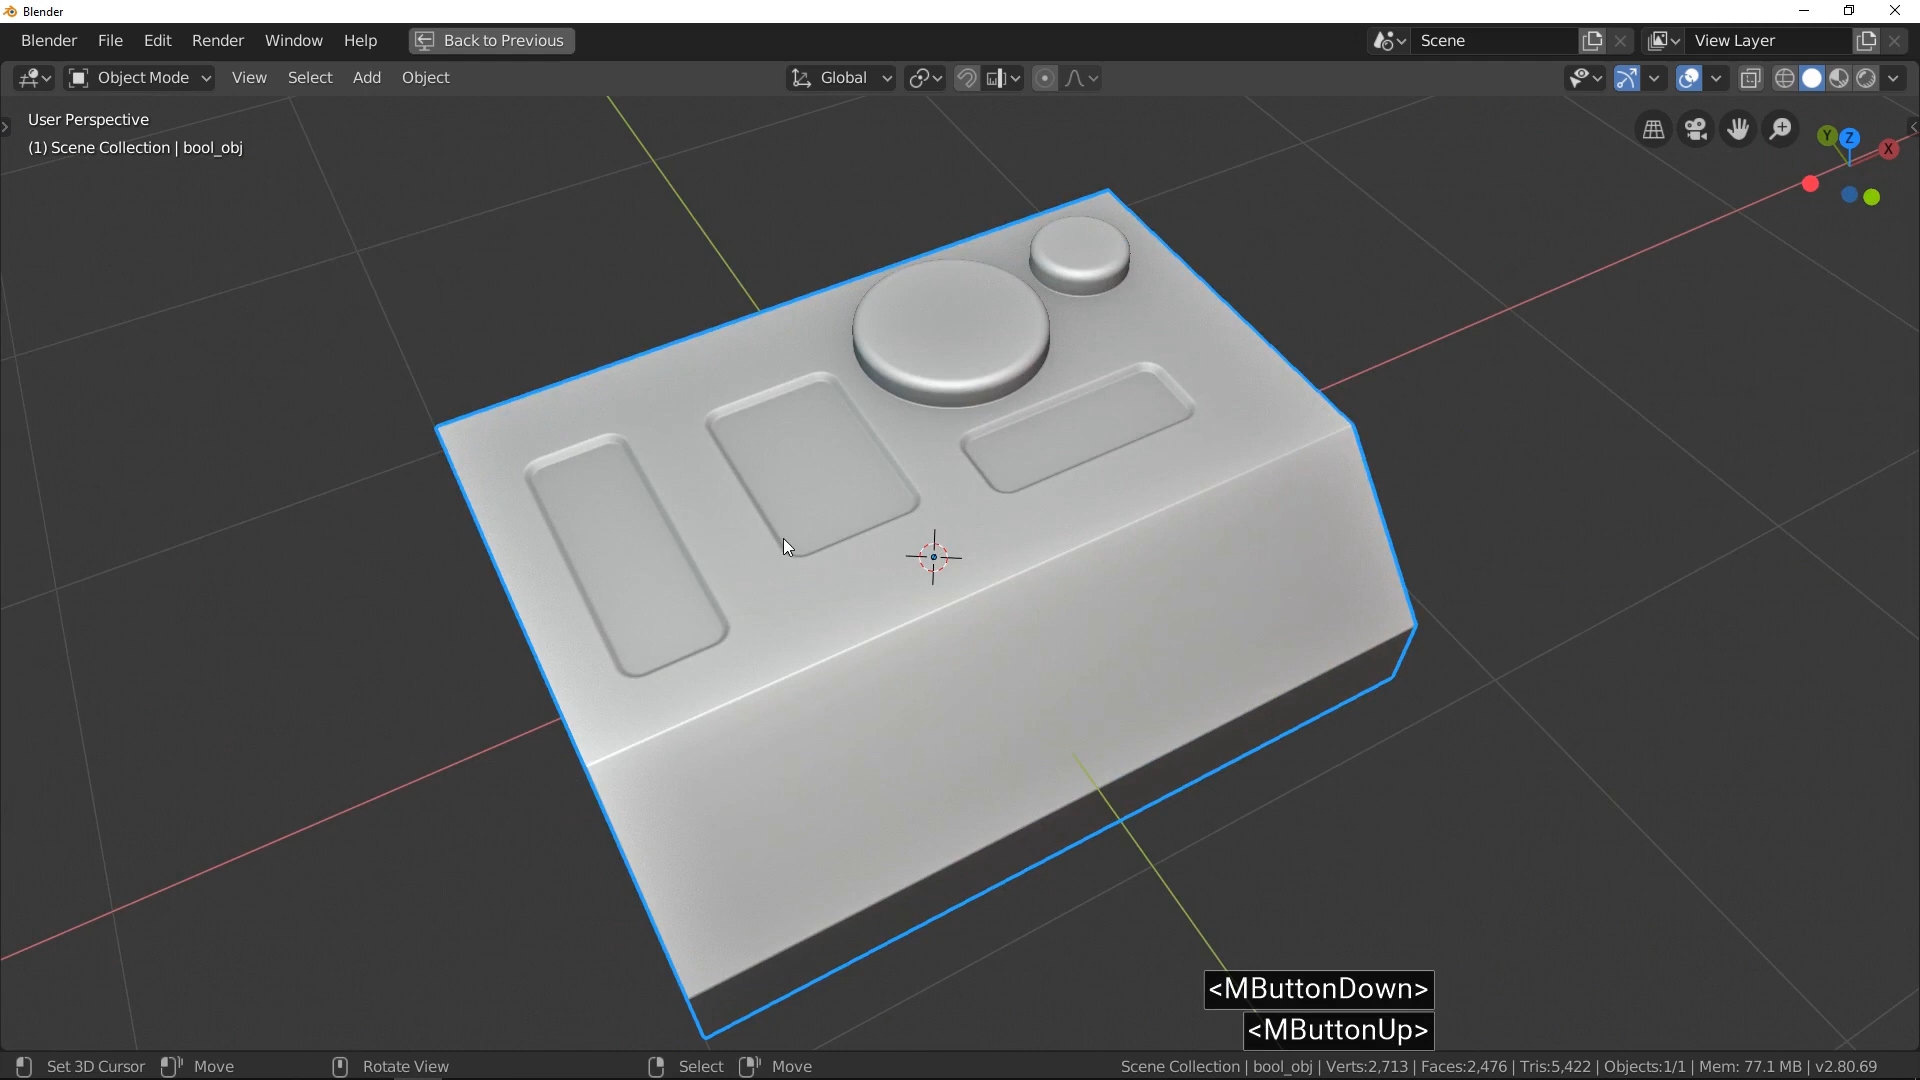 Blender
Blender File Edit Render Window Help Back to Previous Scene View Layer
Object Mode View Select Add Object Global
User Perspective
(1) Scene Collection | bool_obj
Y Z X
<MButtonDown>
<MButtonUp>
Set 3D Cursor Move Rotate View Select Move Scene Collection | bool_obj | Verts:2,713 | Faces:2,476 | Tris:5,422 | Objects:1/1 | Mem: 77.1 MB | v2.80.69